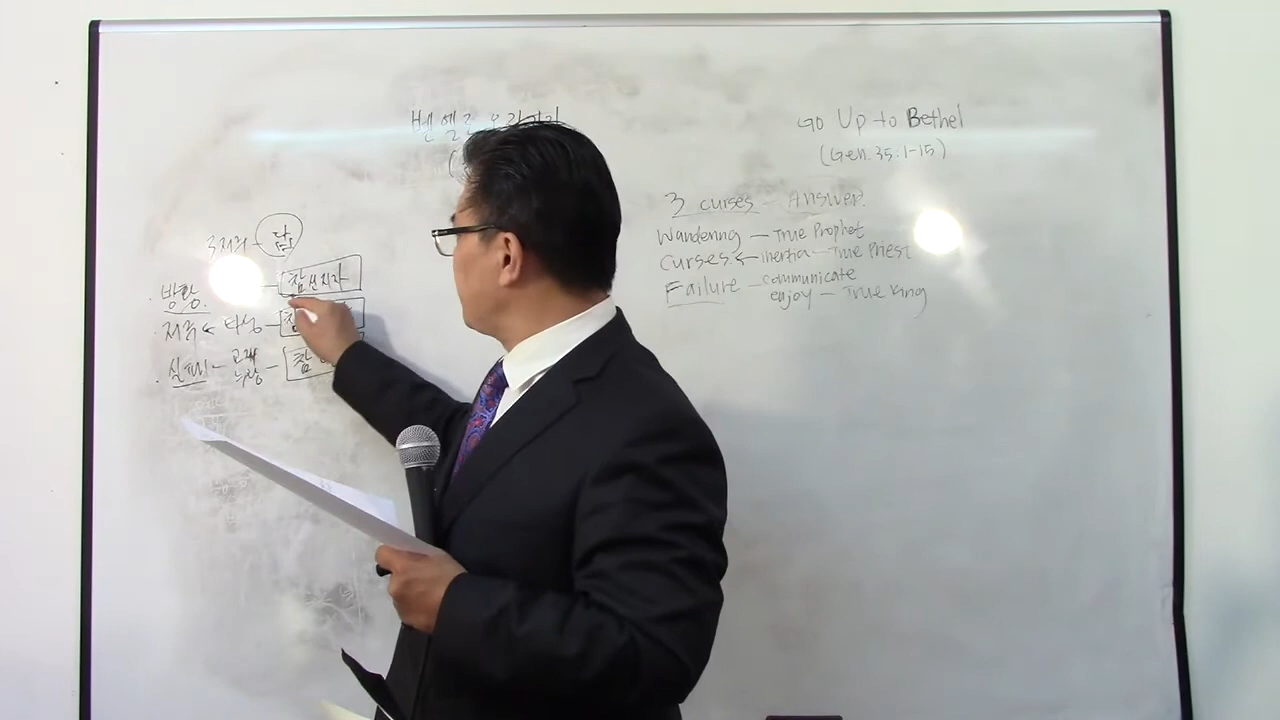 벧엘로 올라가자
3저주 - 답
· 방황 - 참선지자
· 저주 ← 타성 - 참
· 실패 - 교제 누림 - 참
Go Up to Bethel
(Gen. 35:1-15)
3 curses - Answer.
Wandering - True Prophet
Curses ← inertia - True Priest
Failure - communicate
enjoy - True King